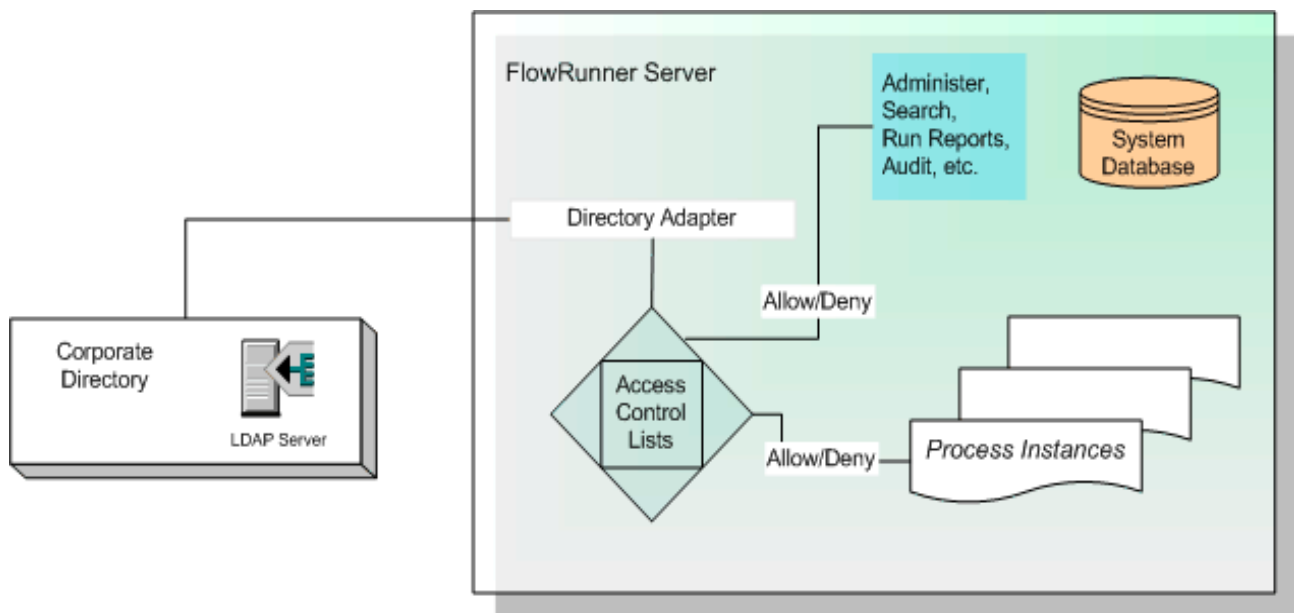 FlowRunner Server
Administer,
Search,
Run Reports,
Audit, etc.
System
Database
Directory Adapter
Allow/Deny
Corporate
Directory
LDAP Server
Access
Control
Lists
Allow/Deny
Process Instances